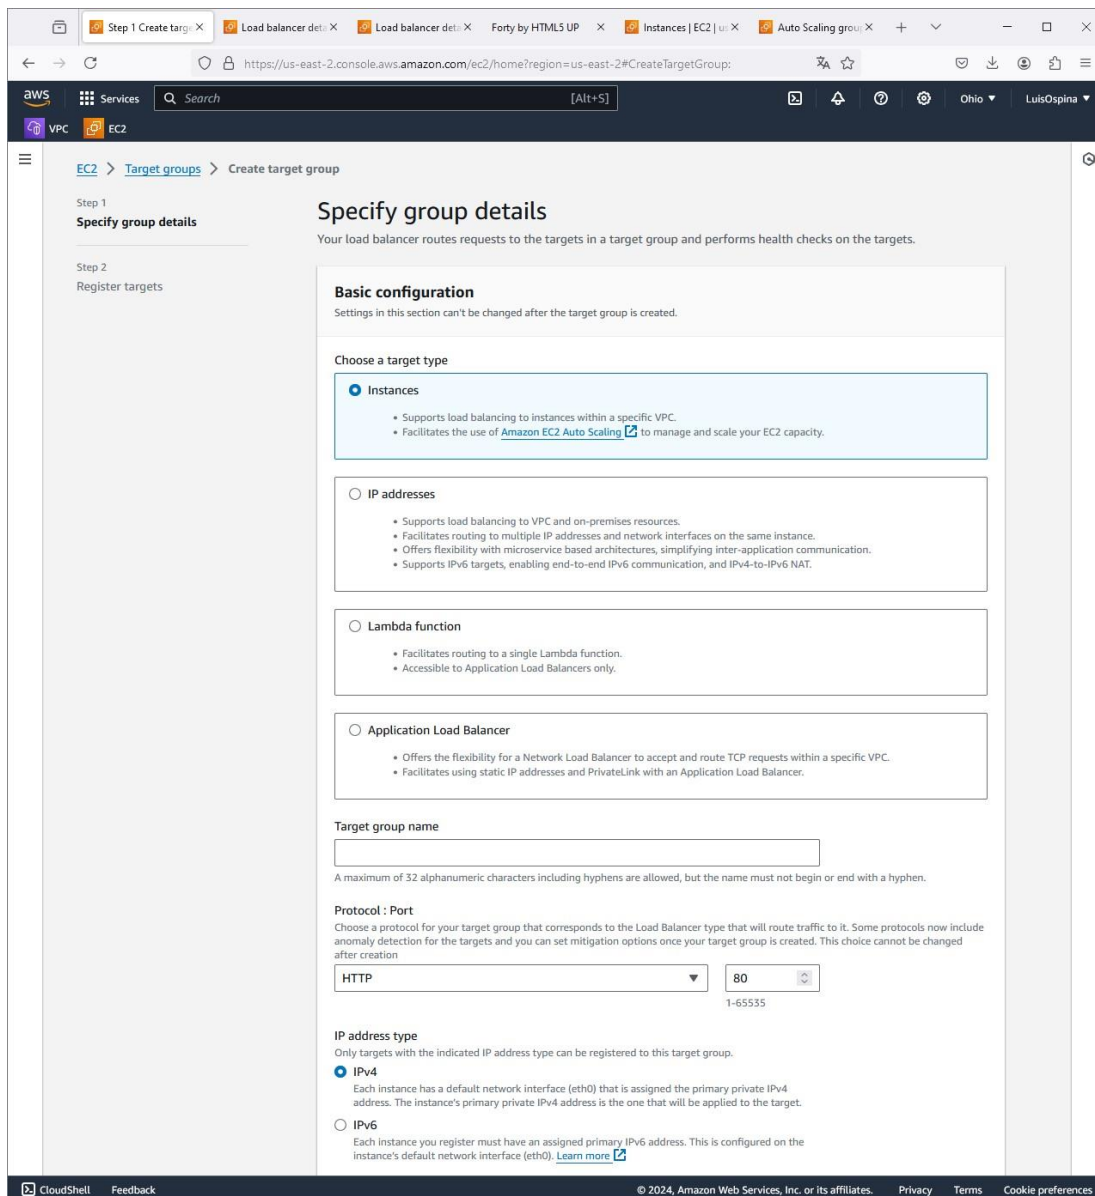 Step 1 Create targe
Load balancer deta
Load balancer deta
Forty by HTML5 UP
Instances | EC2 | us
Auto Scaling group
https://us-east-2.console.aws.amazon.com/ec2/home?region=us-east-2#CreateTargetGroup:
aws
Services
Search
[Alt+S]
Ohio
LuisOspina
VPC
EC2
EC2 > Target groups > Create target group
Step 1
Specify group details
Step 2
Register targets
Specify group details
Your load balancer routes requests to the targets in a target group and performs health checks on the targets.
Basic configuration
Settings in this section can't be changed after the target group is created.
Choose a target type
Instances
• Supports load balancing to instances within a specific VPC.
• Facilitates the use of Amazon EC2 Auto Scaling to manage and scale your EC2 capacity.
IP addresses
• Supports load balancing to VPC and on-premises resources.
• Facilitates routing to multiple IP addresses and network interfaces on the same instance.
• Offers flexibility with microservice based architectures, simplifying inter-application communication.
• Supports IPv6 targets, enabling end-to-end IPv6 communication, and IPv4-to-IPv6 NAT.
Lambda function
• Facilitates routing to a single Lambda function.
• Accessible to Application Load Balancers only.
Application Load Balancer
• Offers the flexibility for a Network Load Balancer to accept and route TCP requests within a specific VPC.
• Facilitates using static IP addresses and PrivateLink with an Application Load Balancer.
Target group name
A maximum of 32 alphanumeric characters including hyphens are allowed, but the name must not begin or end with a hyphen.
Protocol : Port
Choose a protocol for your target group that corresponds to the Load Balancer type that will route traffic to it. Some protocols now include
anomaly detection for the targets and you can set mitigation options once your target group is created. This choice cannot be changed
after creation
HTTP
80
1-65535
IP address type
Only targets with the indicated IP address type can be registered to this target group.
IPv4
Each instance has a default network interface (eth0) that is assigned the primary private IPv4
address. The instance's primary private IPv4 address is the one that will be applied to the target.
IPv6
Each instance you register must have an assigned primary IPv6 address. This is configured on the
instance's default network interface (eth0). Learn more
CloudShell
Feedback
© 2024, Amazon Web Services, Inc. or its affiliates.
Privacy
Terms
Cookie preferences